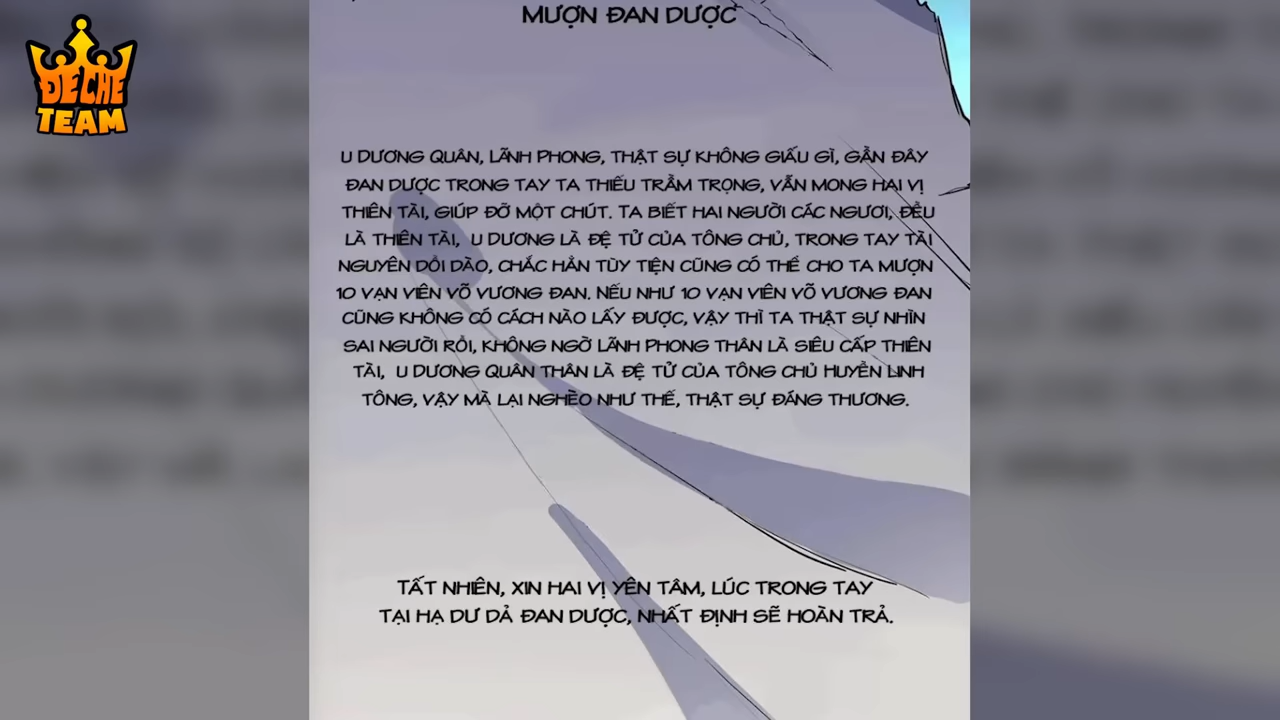 ĐẾ CHẾ
TEAM
MƯỢN ĐAN DƯỢC
U DƯƠNG QUÂN, LÃNH PHONG, THẬT SỰ KHÔNG GIẤU GÌ, GẦN ĐÂY
ĐAN DƯỢC TRONG TAY TA THIẾU TRẦM TRỌNG, VẪN MONG HAI VỊ
THIÊN TÀI, GIÚP ĐỠ MỘT CHÚT. TA BIẾT HAI NGƯỜI CÁC NGƯƠI, ĐỀU
LÀ THIÊN TÀI, U DƯƠNG LÀ ĐỆ TỬ CỦA TÔNG CHỦ, TRONG TAY TÀI
NGUYÊN DỒI DÀO, CHẮC HẲN TÙY TIỆN CŨNG CÓ THỂ CHO TA MƯỢN
10 VẠN VIÊN VÕ VƯƠNG ĐAN. NẾU NHƯ 10 VẠN VIÊN VÕ VƯƠNG ĐAN
CŨNG KHÔNG CÓ CÁCH NÀO LẤY ĐƯỢC, VẬY THÌ TA THẬT SỰ NHÌN
SAI NGƯỜI RỒI, KHÔNG NGỜ LÃNH PHONG THÂN LÀ SIÊU CẤP THIÊN
TÀI, U DƯƠNG QUÂN THÂN LÀ ĐỆ TỬ CỦA TÔNG CHỦ HUYỀN LINH
TÔNG, VẬY MÀ LẠI NGHÈO NHƯ THẾ, THẬT SỰ ĐÁNG THƯƠNG.
TẤT NHIÊN, XIN HAI VỊ YÊN TÂM, LÚC TRONG TAY
TẠI HẠ DƯ DẢ ĐAN DƯỢC, NHẤT ĐỊNH SẼ HOÀN TRẢ.